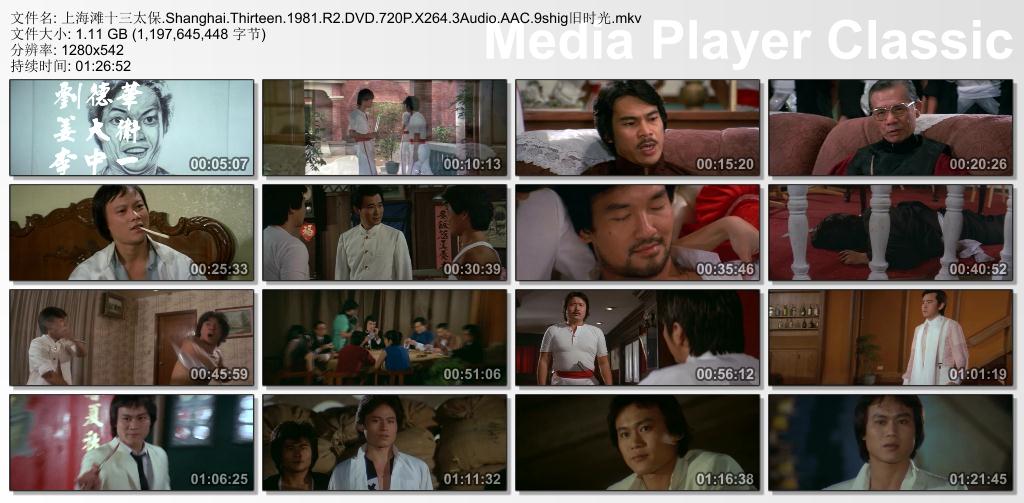 文件名: 上海滩十三太保.Shanghai.Thirteen.1981.R2.DVD.720P.X264.3Audio.AAC.9shig旧时光.mkv
文件大小: 1.11 GB (1,197,645,448 字节)
分辨率: 1280x542
持续时间: 01:26:52
Media Player Classic
劉德華
姜大衛
李中一
00:05:07
00:10:13
00:15:20
00:20:26
00:25:33
00:30:39
00:35:46
00:40:52
00:45:59
00:51:06
00:56:12
01:01:19
01:06:25
01:11:32
01:16:38
01:21:45